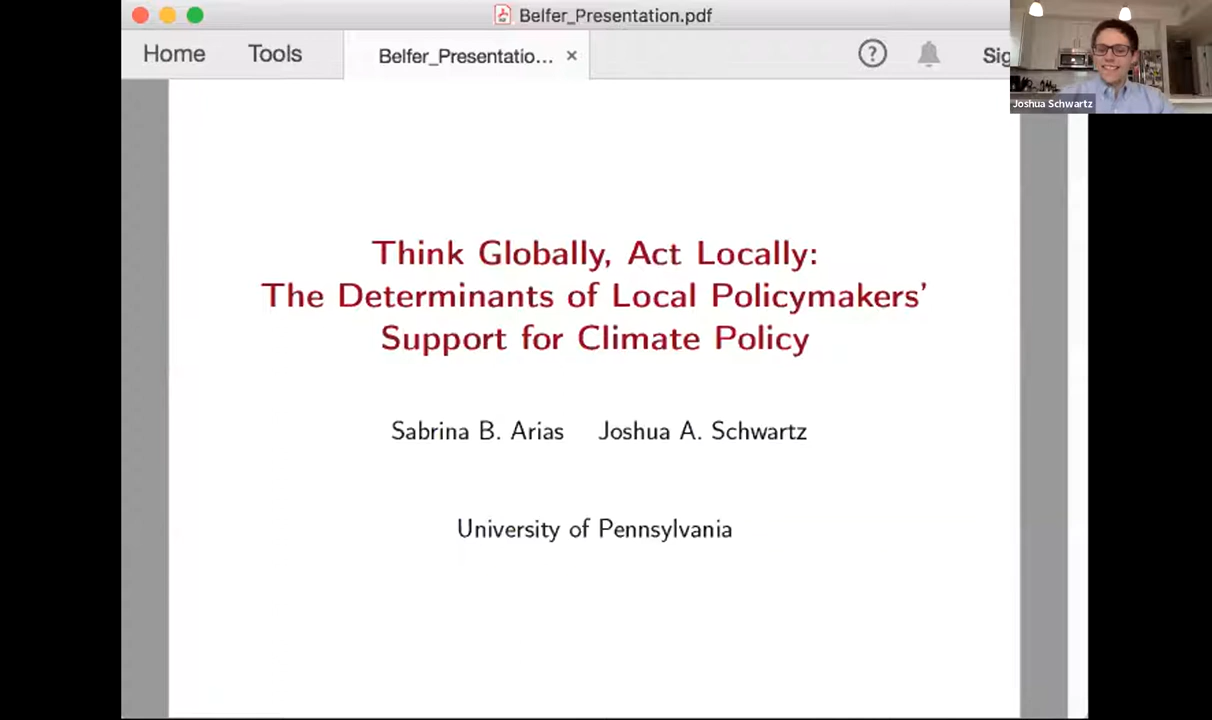 Belfer_Presentation.pdf
Home Tools Belfer_Presentatio... × ? Sig
Joshua Schwartz
Think Globally, Act Locally:
The Determinants of Local Policymakers'
Support for Climate Policy
Sabrina B. Arias Joshua A. Schwartz
University of Pennsylvania